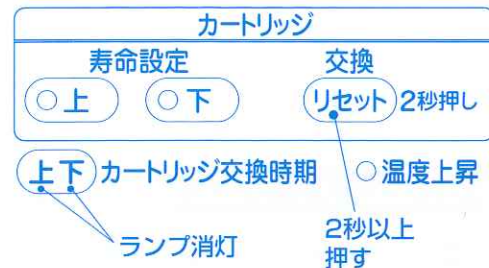 カートリッジ
寿命設定 交換
○上 ○下 リセット 2秒押し
上下 カートリッジ交換時期 ○温度上昇
ランプ消灯 2秒以上
押す